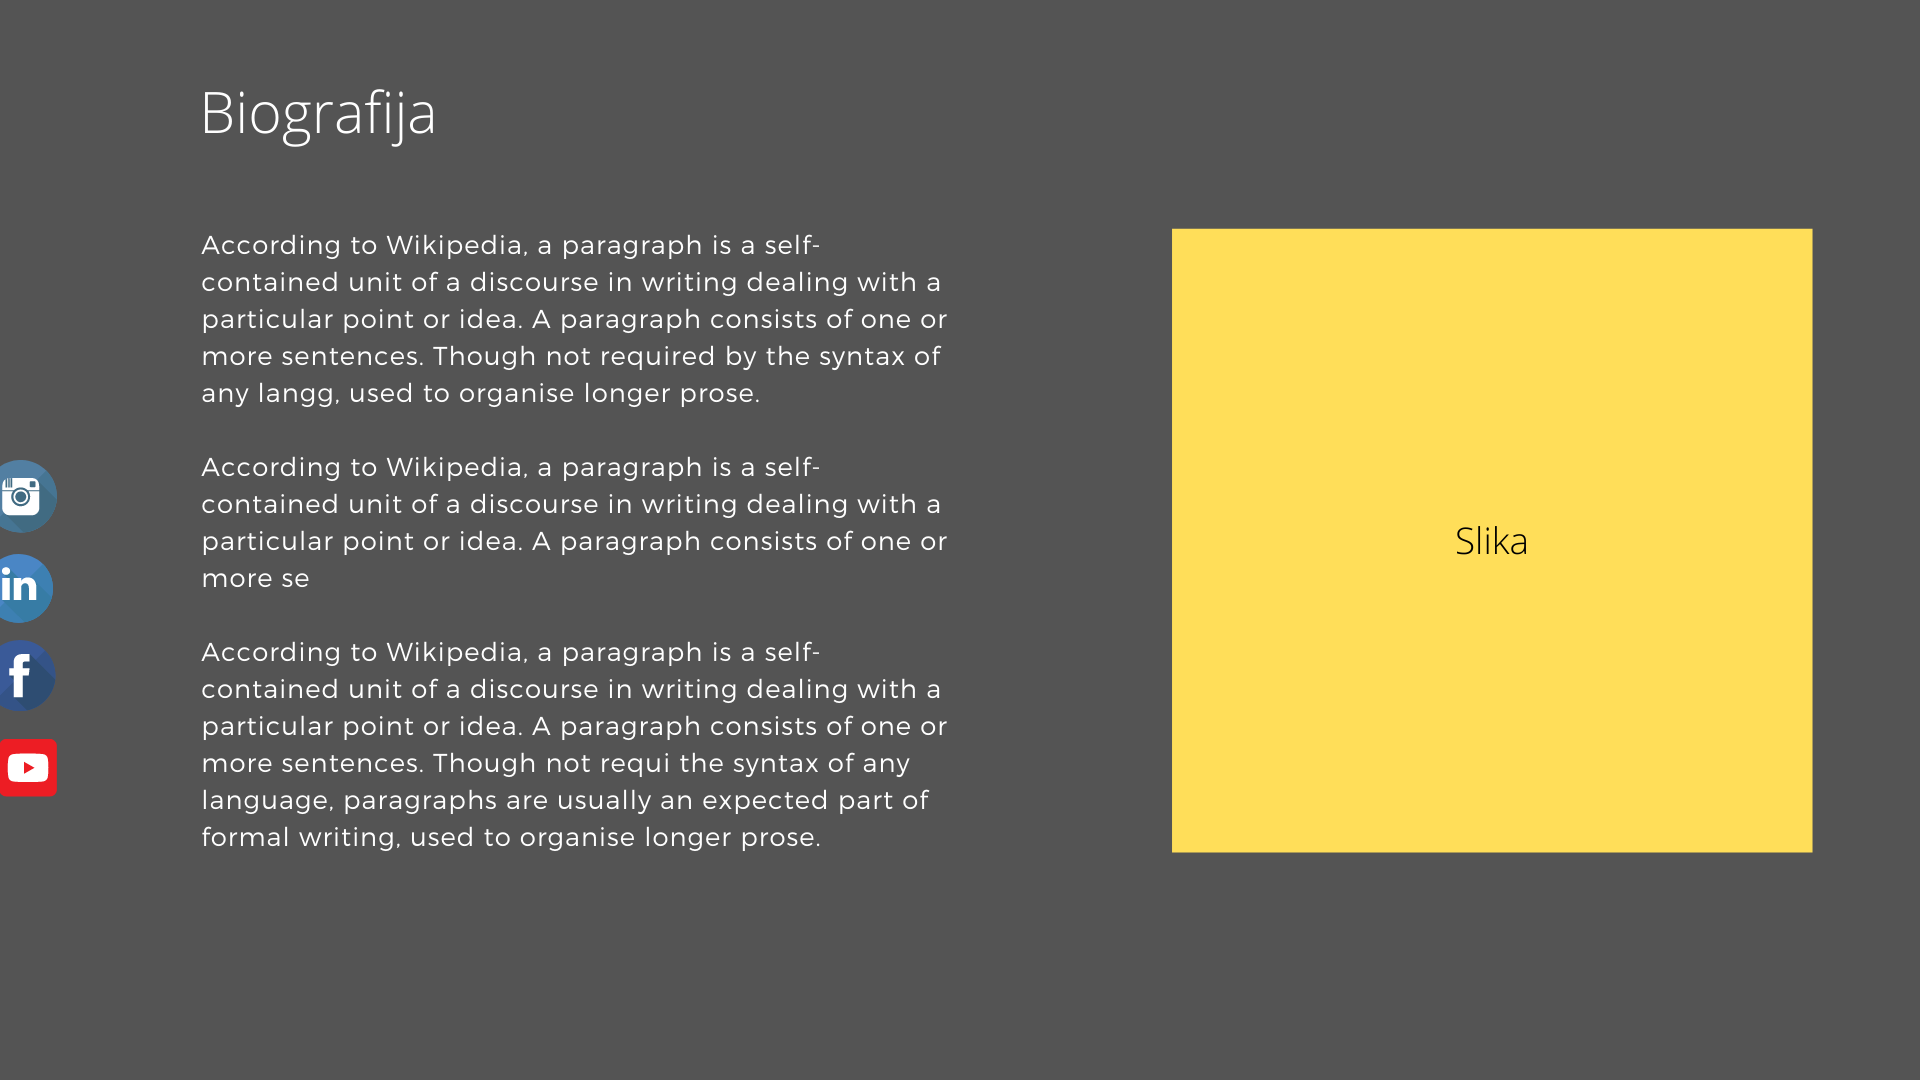 Biografija
According to Wikipedia, a paragraph is a self-
contained unit of a discourse in writing dealing with a
particular point or idea. A paragraph consists of one or
more sentences. Though not required by the syntax of
any langg, used to organise longer prose.
According to Wikipedia, a paragraph is a self-
contained unit of a discourse in writing dealing with a
particular point or idea. A paragraph consists of one or
more se
According to Wikipedia, a paragraph is a self-
contained unit of a discourse in writing dealing with a
particular point or idea. A paragraph consists of one or
more sentences. Though not requi the syntax of any
language, paragraphs are usually an expected part of
formal writing, used to organise longer prose.
Slika
in
f